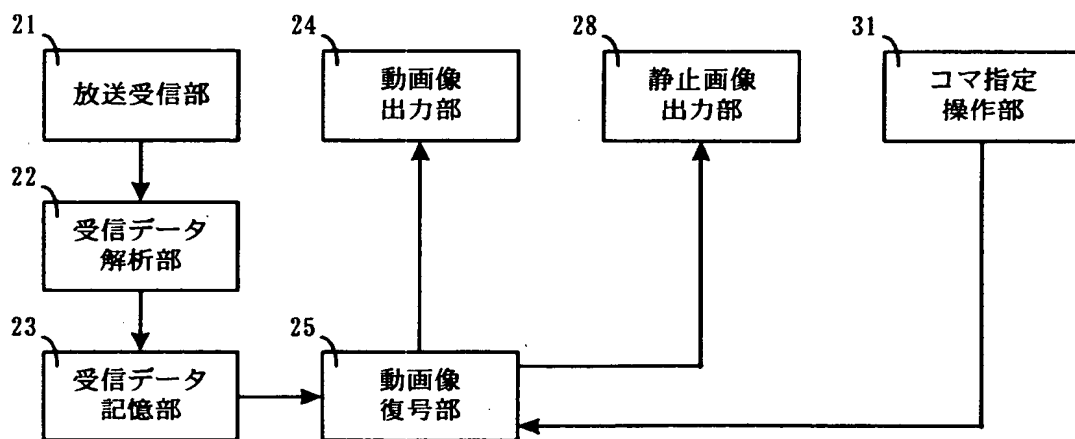 21
放送受信部
24
動画像
出力部
28
静止画像
出力部
31
コマ指定
操作部
22
受信データ
解析部
23
受信データ
記憶部
25
動画像
復号部